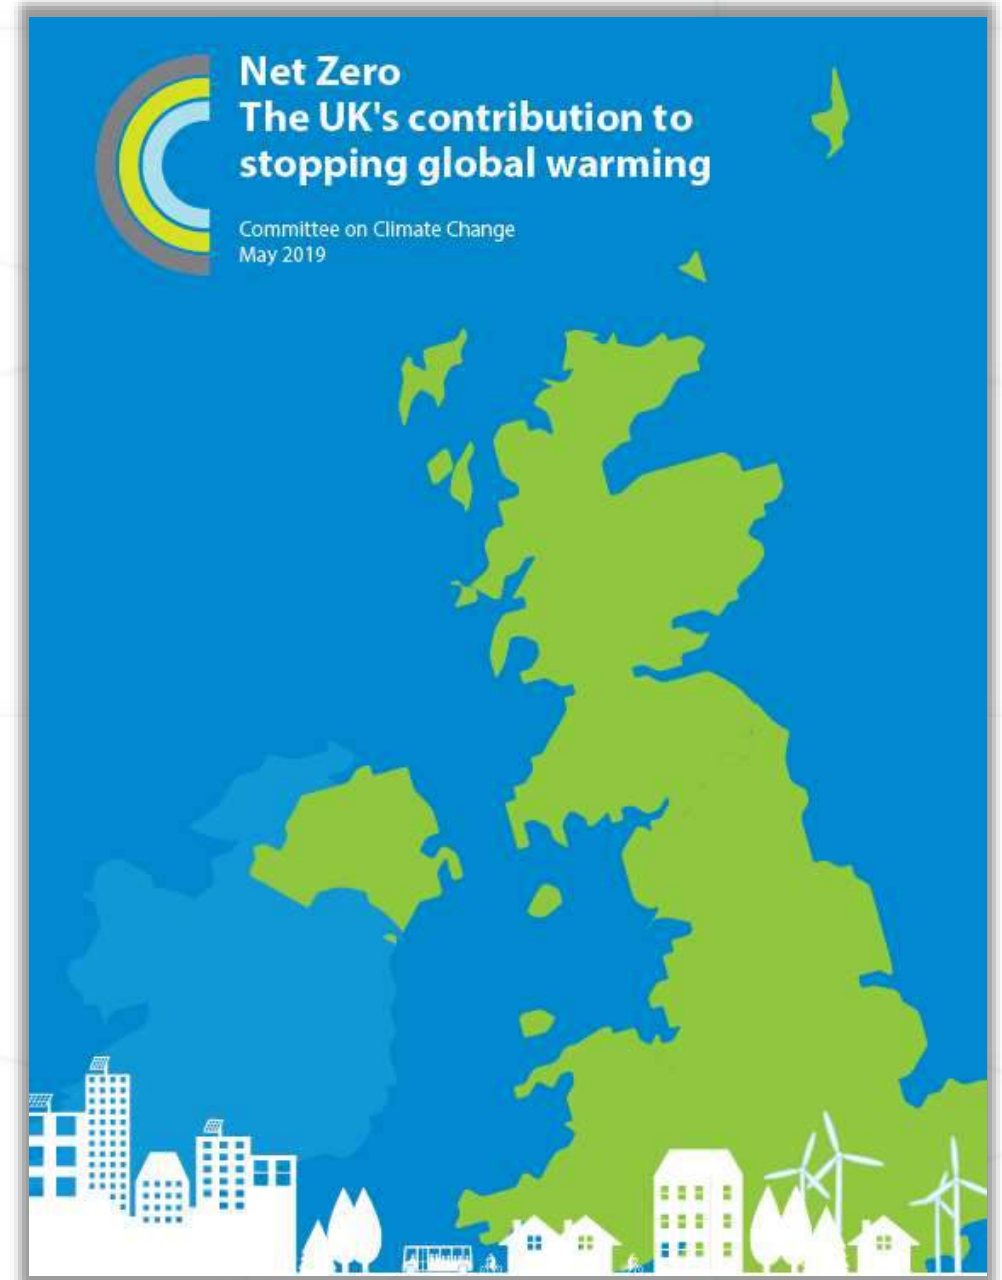 Net Zero
The UK's contribution to
stopping global warming
Committee on Climate Change
May 2019